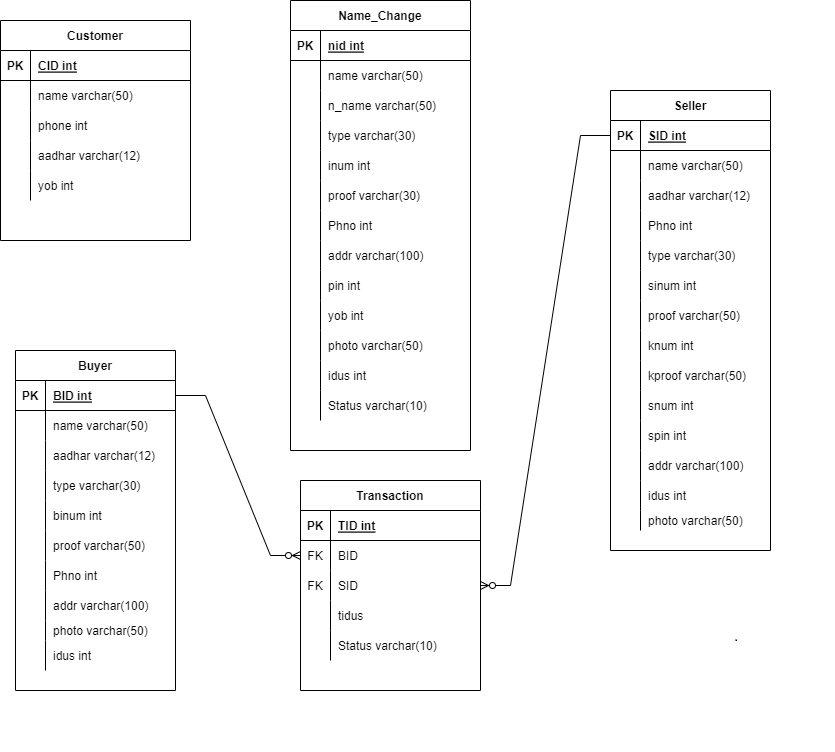 Customer
PK CID int
name varchar(50)
phone int
aadhar varchar(12)
yob int
Name_Change
PK nid int
name varchar(50)
n_name varchar(50)
type varchar(30)
inum int
proof varchar(30)
Phno int
addr varchar(100)
pin int
yob int
photo varchar(50)
idus int
Status varchar(10)
Seller
PK SID int
name varchar(50)
aadhar varchar(12)
Phno int
type varchar(30)
sinum int
proof varchar(50)
knum int
kproof varchar(50)
snum int
spin int
addr varchar(100)
idus int
photo varchar(50)
Buyer
PK BID int
name varchar(50)
aadhar varchar(12)
type varchar(30)
binum int
proof varchar(50)
Phno int
addr varchar(100)
photo varchar(50)
idus int
Transaction
PK TID int
FK BID
FK SID
tidus
Status varchar(10)
.